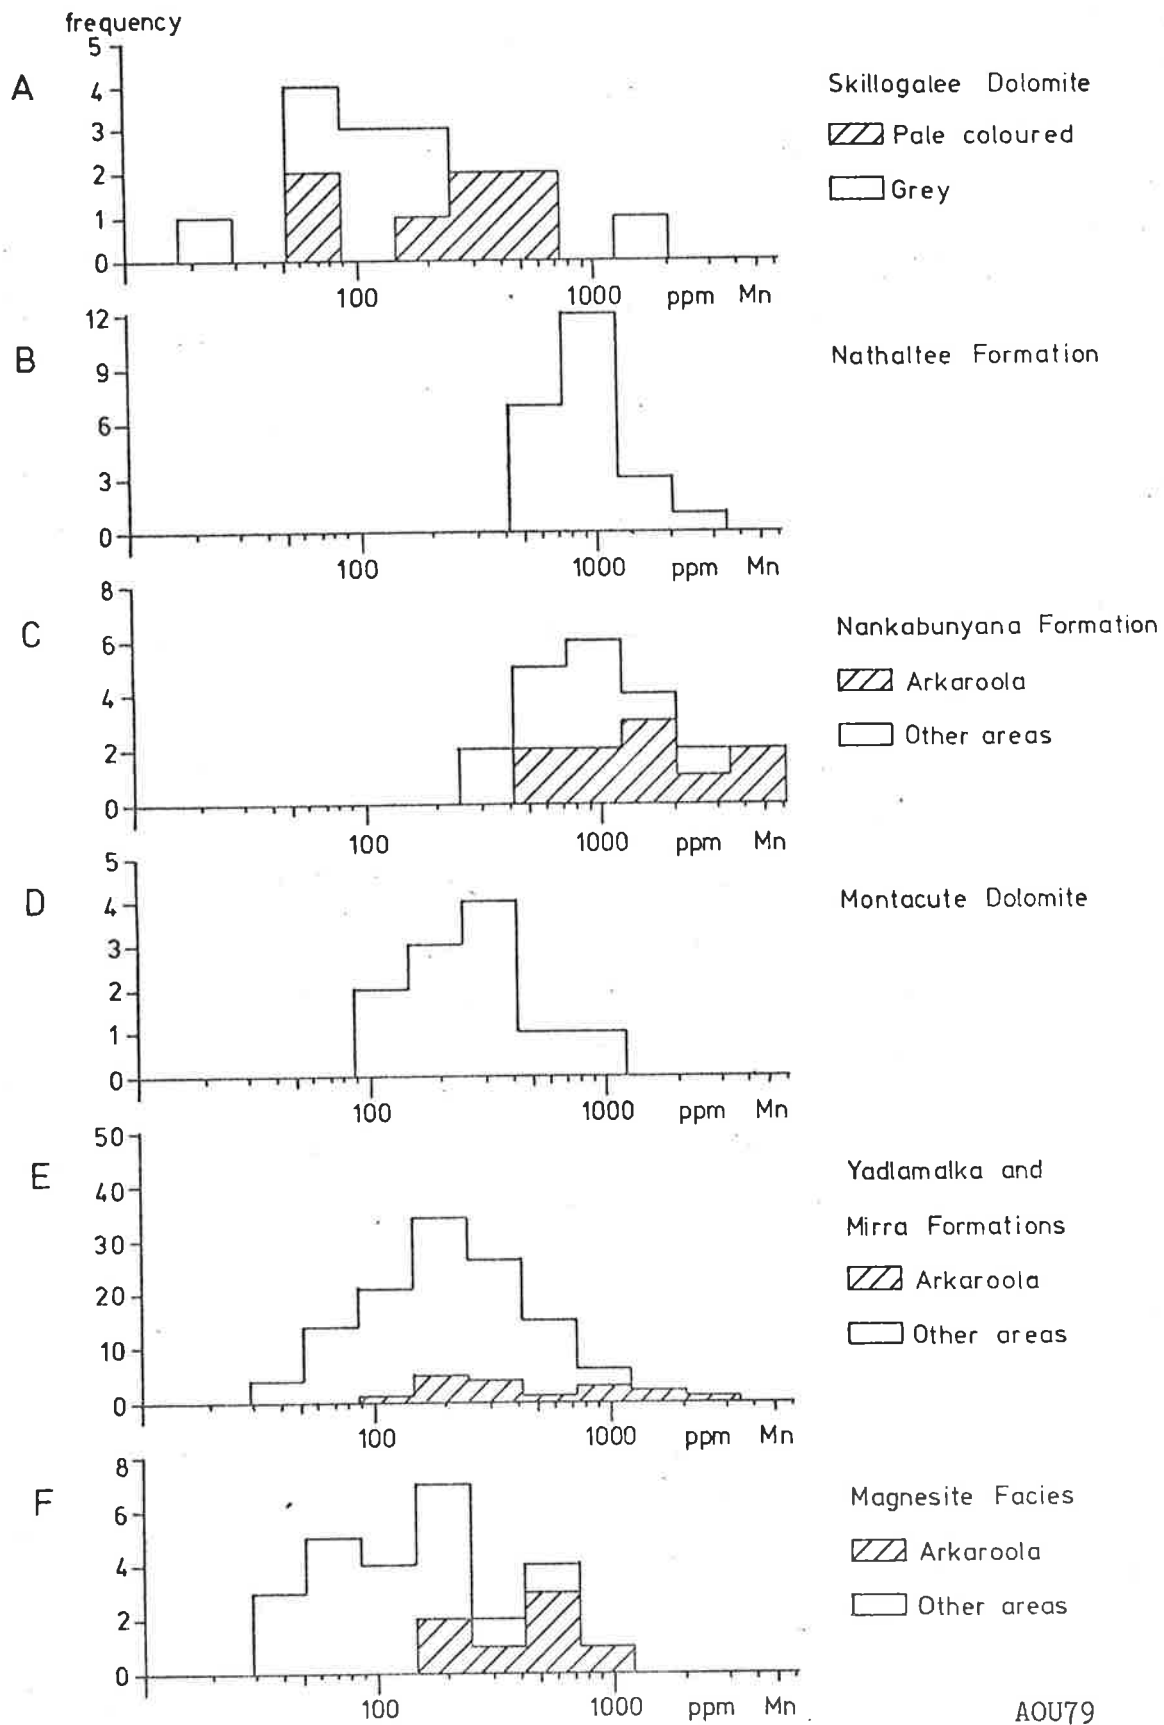 frequency
5
4
3
2
1
0
A
100
1000
ppm Mn
Skillogalee Dolomite
Pale coloured
Grey
12
9
6
3
0
B
100
1000
ppm Mn
Nathaltee Formation
8
6
4
2
0
C
100
1000
ppm Mn
Nankabunyana Formation
Arkaroola
Other areas
5
4
3
2
1
0
D
100
1000
ppm Mn
Montacute Dolomite
50
40
30
20
10
0
E
100
1000
ppm Mn
Yadlamalka and
Mirra Formations
Arkaroola
Other areas
8
6
4
2
0
F
100
1000
ppm Mn
Magnesite Facies
Arkaroola
Other areas
AOU79